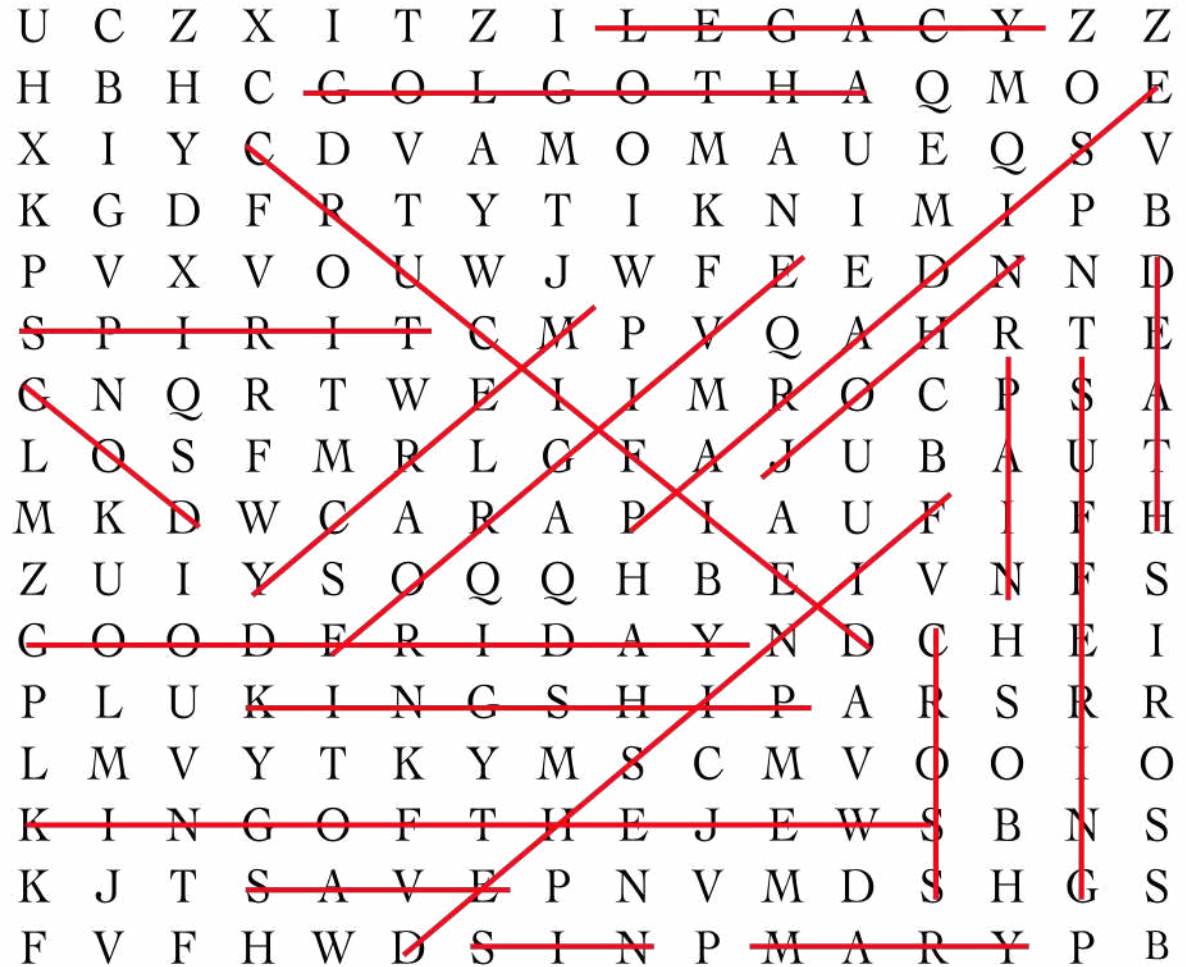 U C Z X I T Z I L E G A C Y Z Z
H B H C G O L G O T H A Q M O E
X I Y C D V A M O M A U E Q S V
K G D F R T Y T I K N I M I P B
P V X V O U W J W F E E D N N D
S P I R I T C M P V Q A H R T E
G N Q R T W E I I M R O C P S A
L O S F M R L G F A J U B A U T
M K D W C A R A P I A U F I F H
Z U I Y S O Q Q H B E I V N F S
G O O D F R I D A Y N D C H E I
P L U K I N G S H I P A R S R R
L M V Y T K Y M S C M V O O I O
K I N G O F T H E J E W S B N S
K J T S A V E P N V M D S H G S
F V F H W D S I N P M A R Y P B